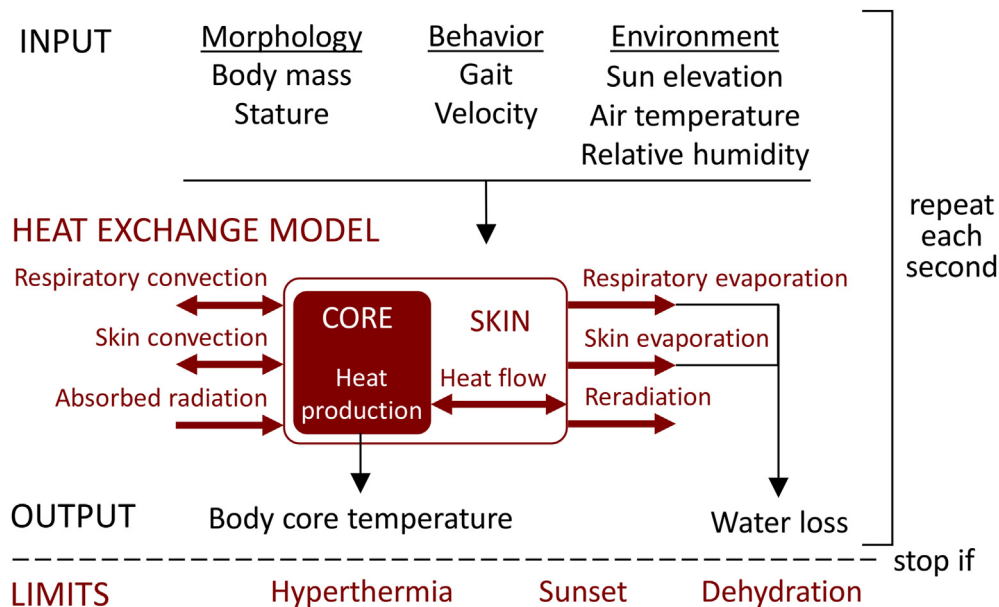 INPUT
Morphology
Body mass
Stature
Behavior
Gait
Velocity
Environment
Sun elevation
Air temperature
Relative humidity
repeat
each
second
HEAT EXCHANGE MODEL
Respiratory convection
Skin convection
Absorbed radiation
CORE
Heat
production
SKIN
Heat flow
Respiratory evaporation
Skin evaporation
Reradiation
OUTPUT
Body core temperature
Water loss
stop if
LIMITS
Hyperthermia
Sunset
Dehydration